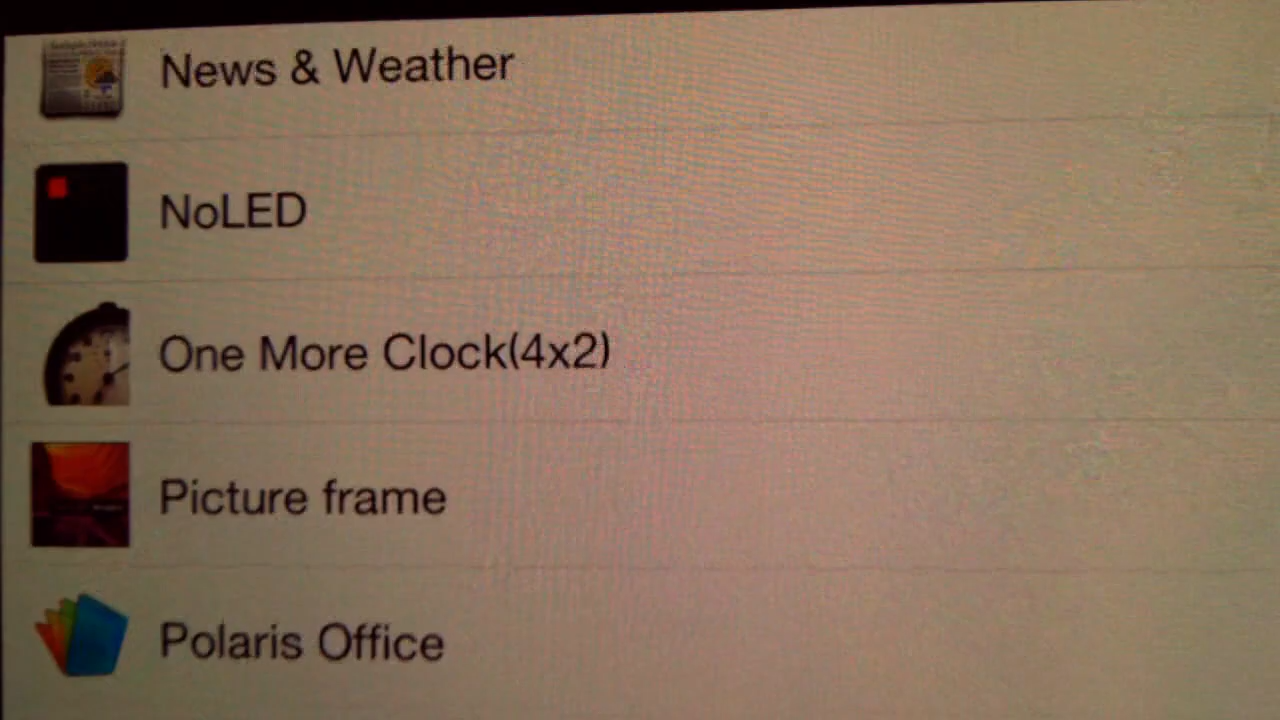 News & Weather
NoLED
One More Clock(4x2)
Picture frame
Polaris Office